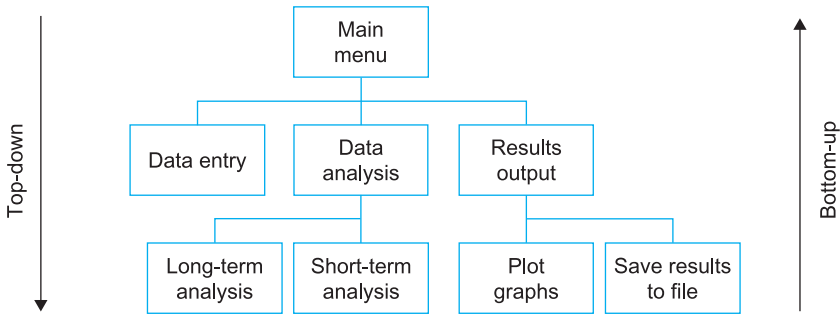 Main
menu
Top-down
Bottom-up
Data entry
Data
analysis
Results
output
Long-term
analysis
Short-term
analysis
Plot
graphs
Save results
to file